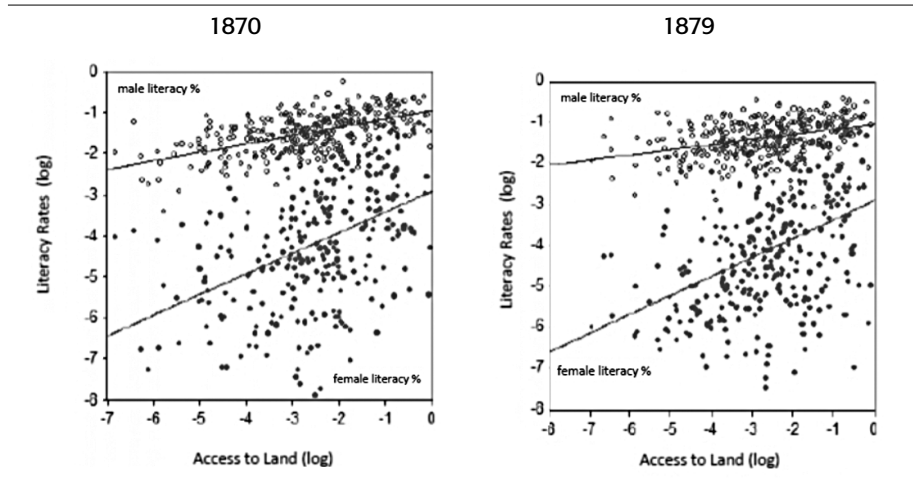 1870
1879
0
-1
-2
-3
-4
-5
-6
-7
-8
male literacy %
female literacy %
Literacy Rates (log)
-7 -6 -5 -4 -3 -2 -1 0
Access to Land (log)
0
-1
-2
-3
-4
-5
-6
-7
-8
male literacy %
female literacy %
Literacy Rates (log)
-8 -7 -6 -5 -4 -3 -2 -1 0
Access to Land (log)